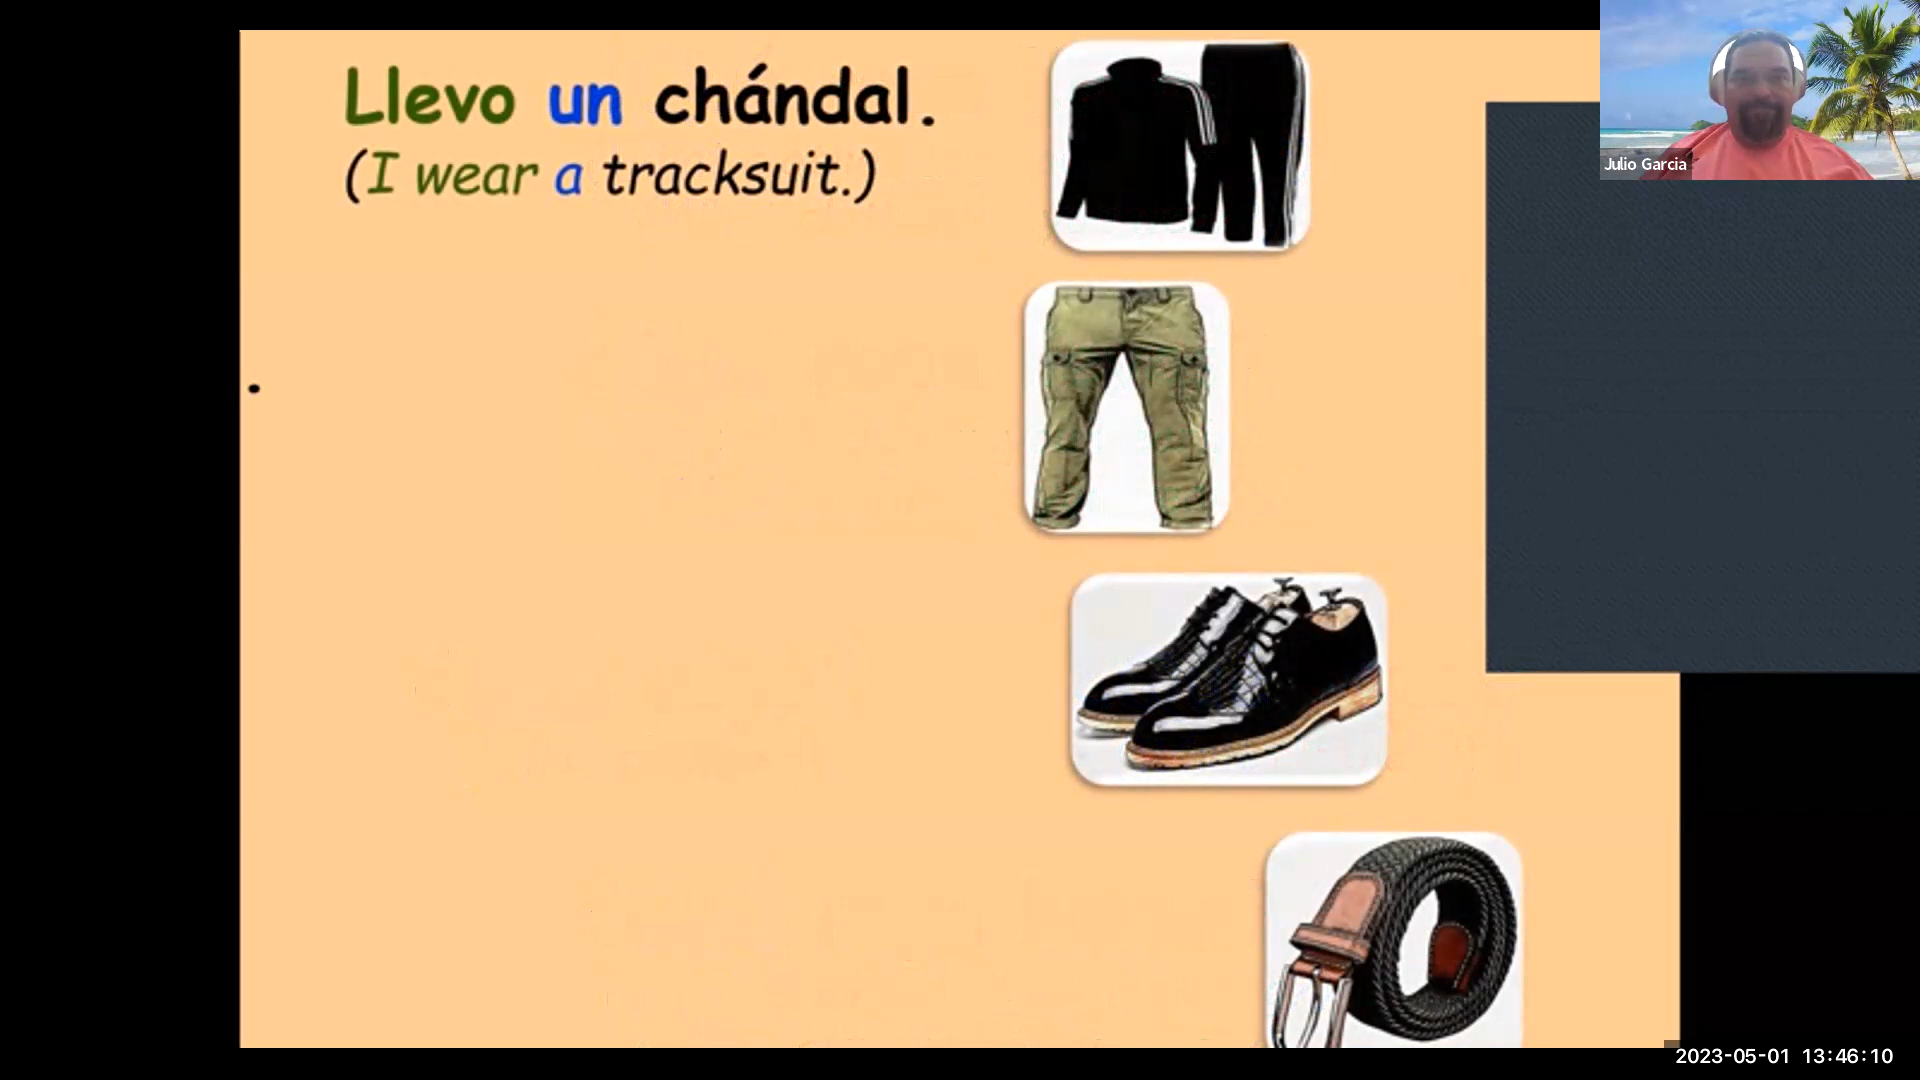 Llevo un chándal.
(I wear a tracksuit.)
Julio Garcia
2023-05-01 13:46:10